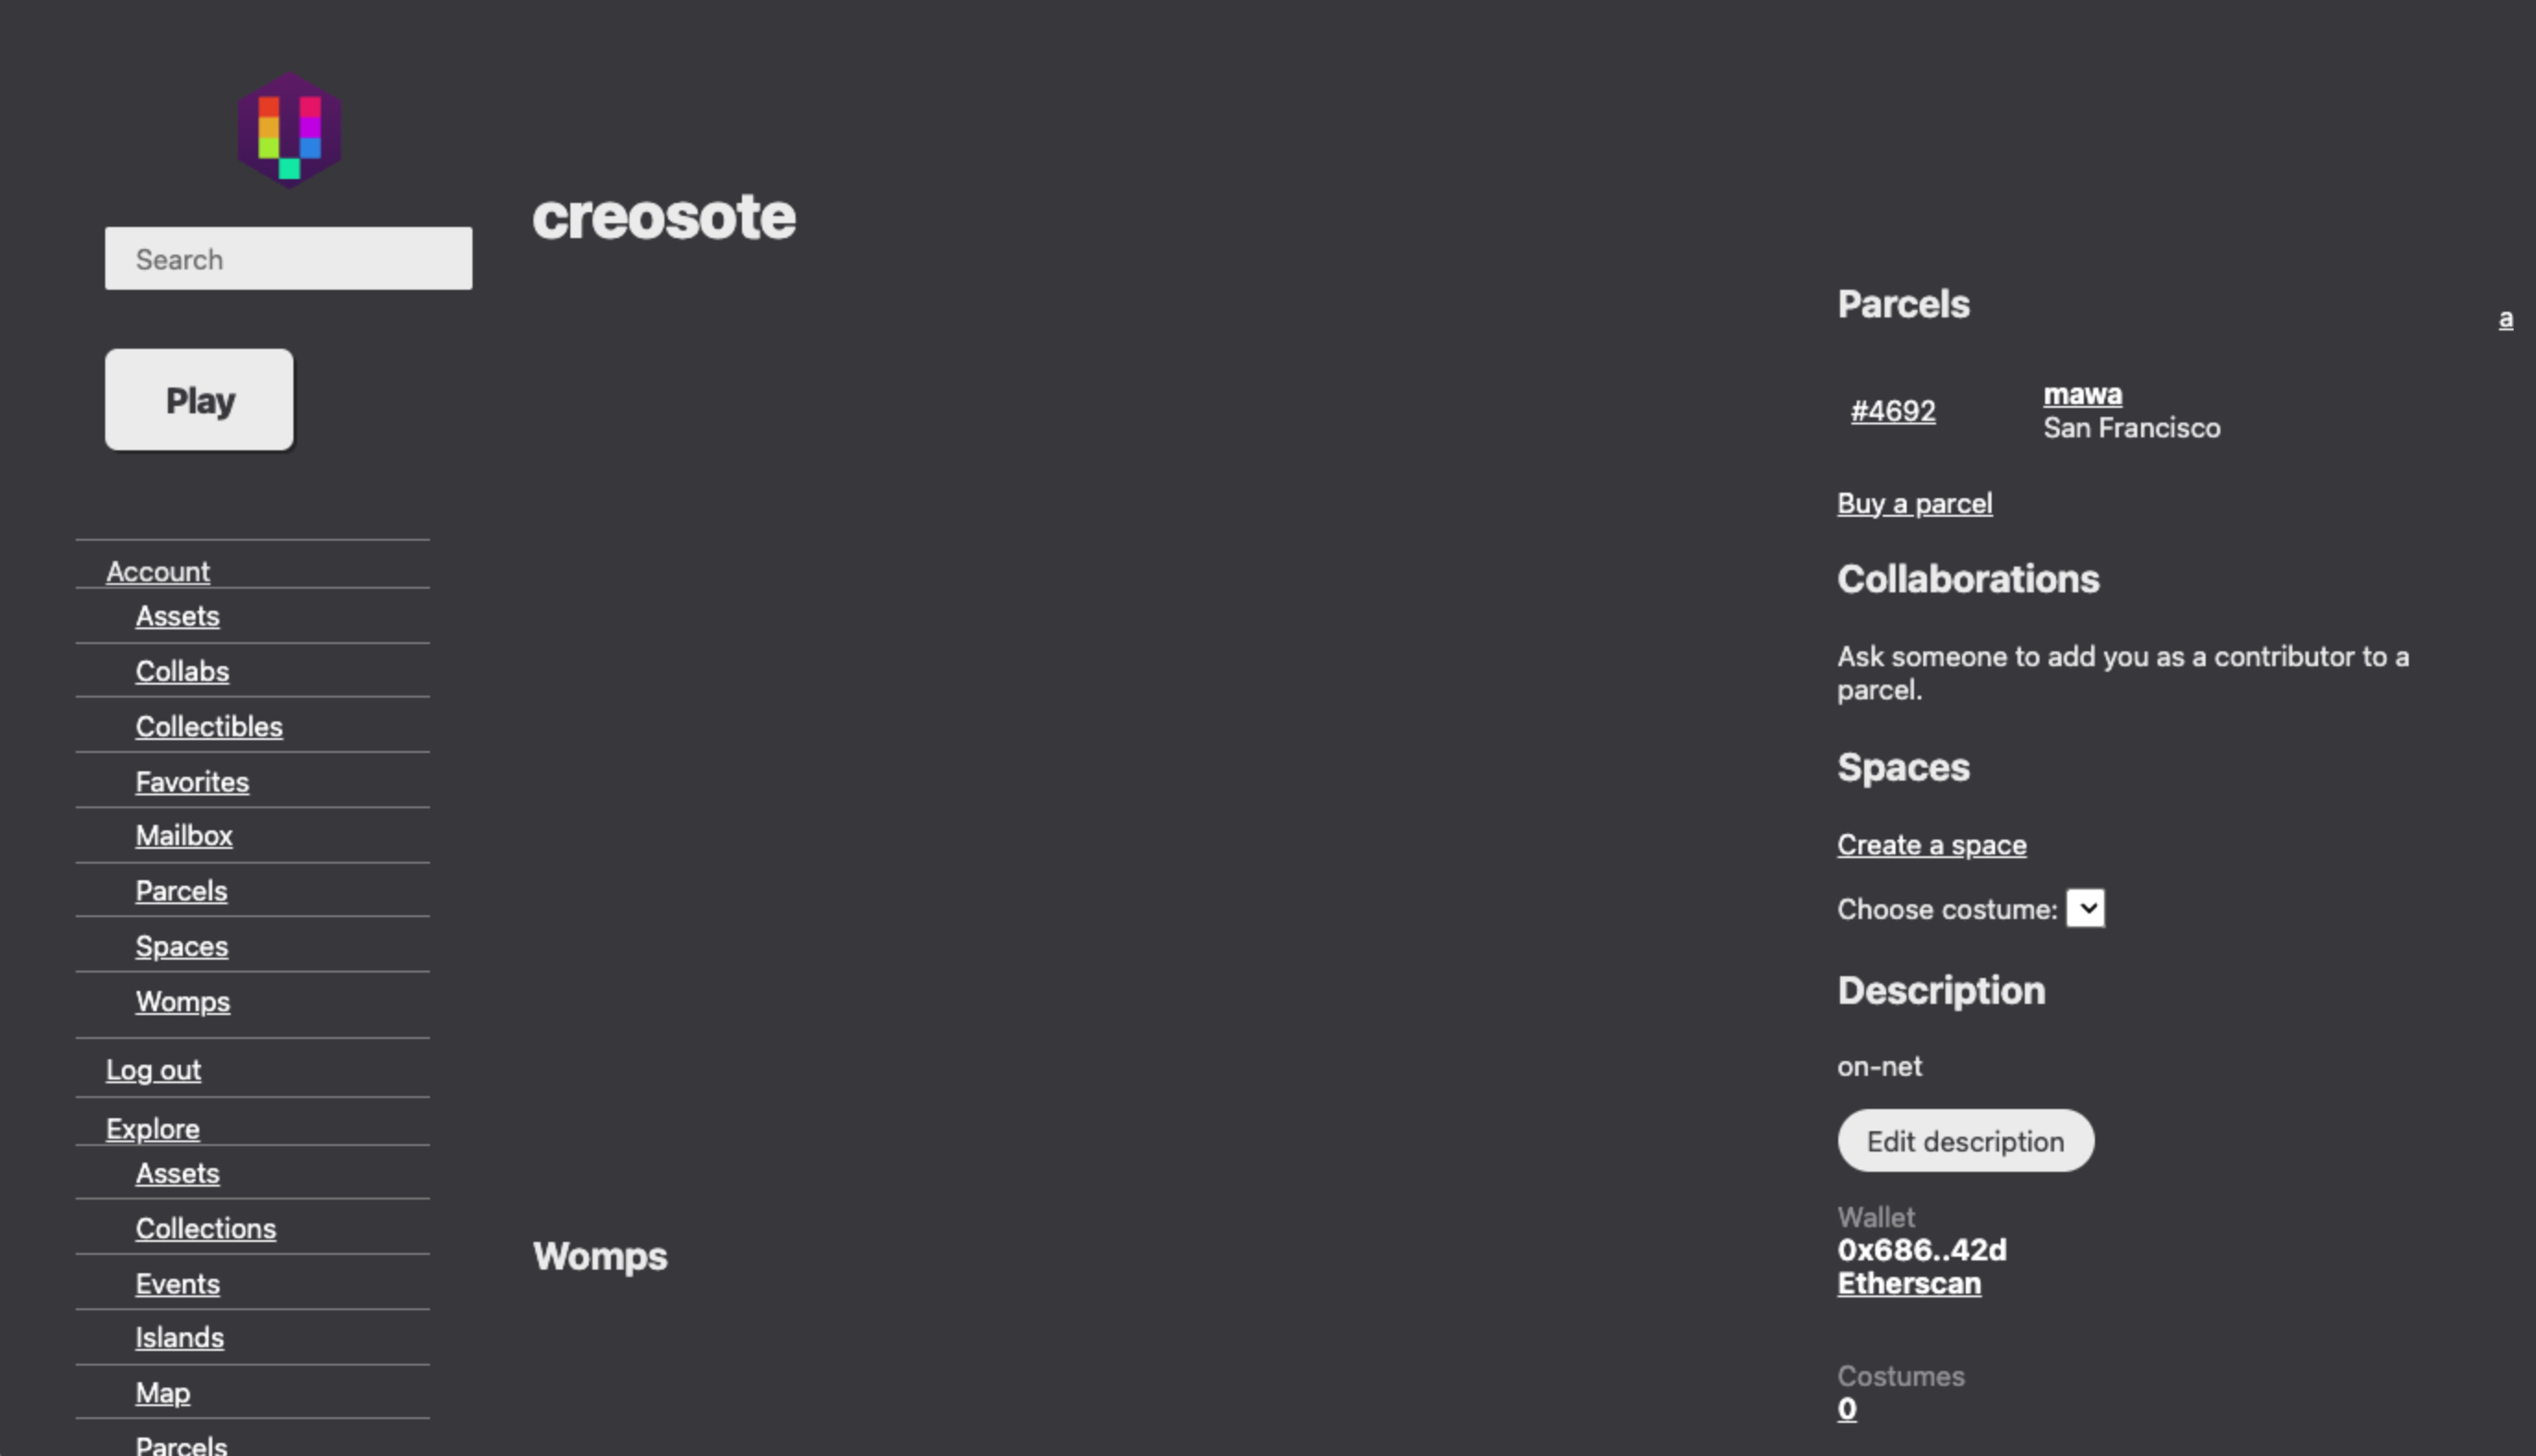 creosote
Search
Play
Account
Assets
Collabs
Collectibles
Favorites
Mailbox
Parcels
Spaces
Womps
Log out
Explore
Assets
Collections
Events
Islands
Map
Parcels
Womps
Parcels
a
#4692
mawa
San Francisco
Buy a parcel
Collaborations
Ask someone to add you as a contributor to a
parcel.
Spaces
Create a space
Choose costume:
Description
on-net
Edit description
Wallet
0x686..42d
Etherscan
Costumes
0